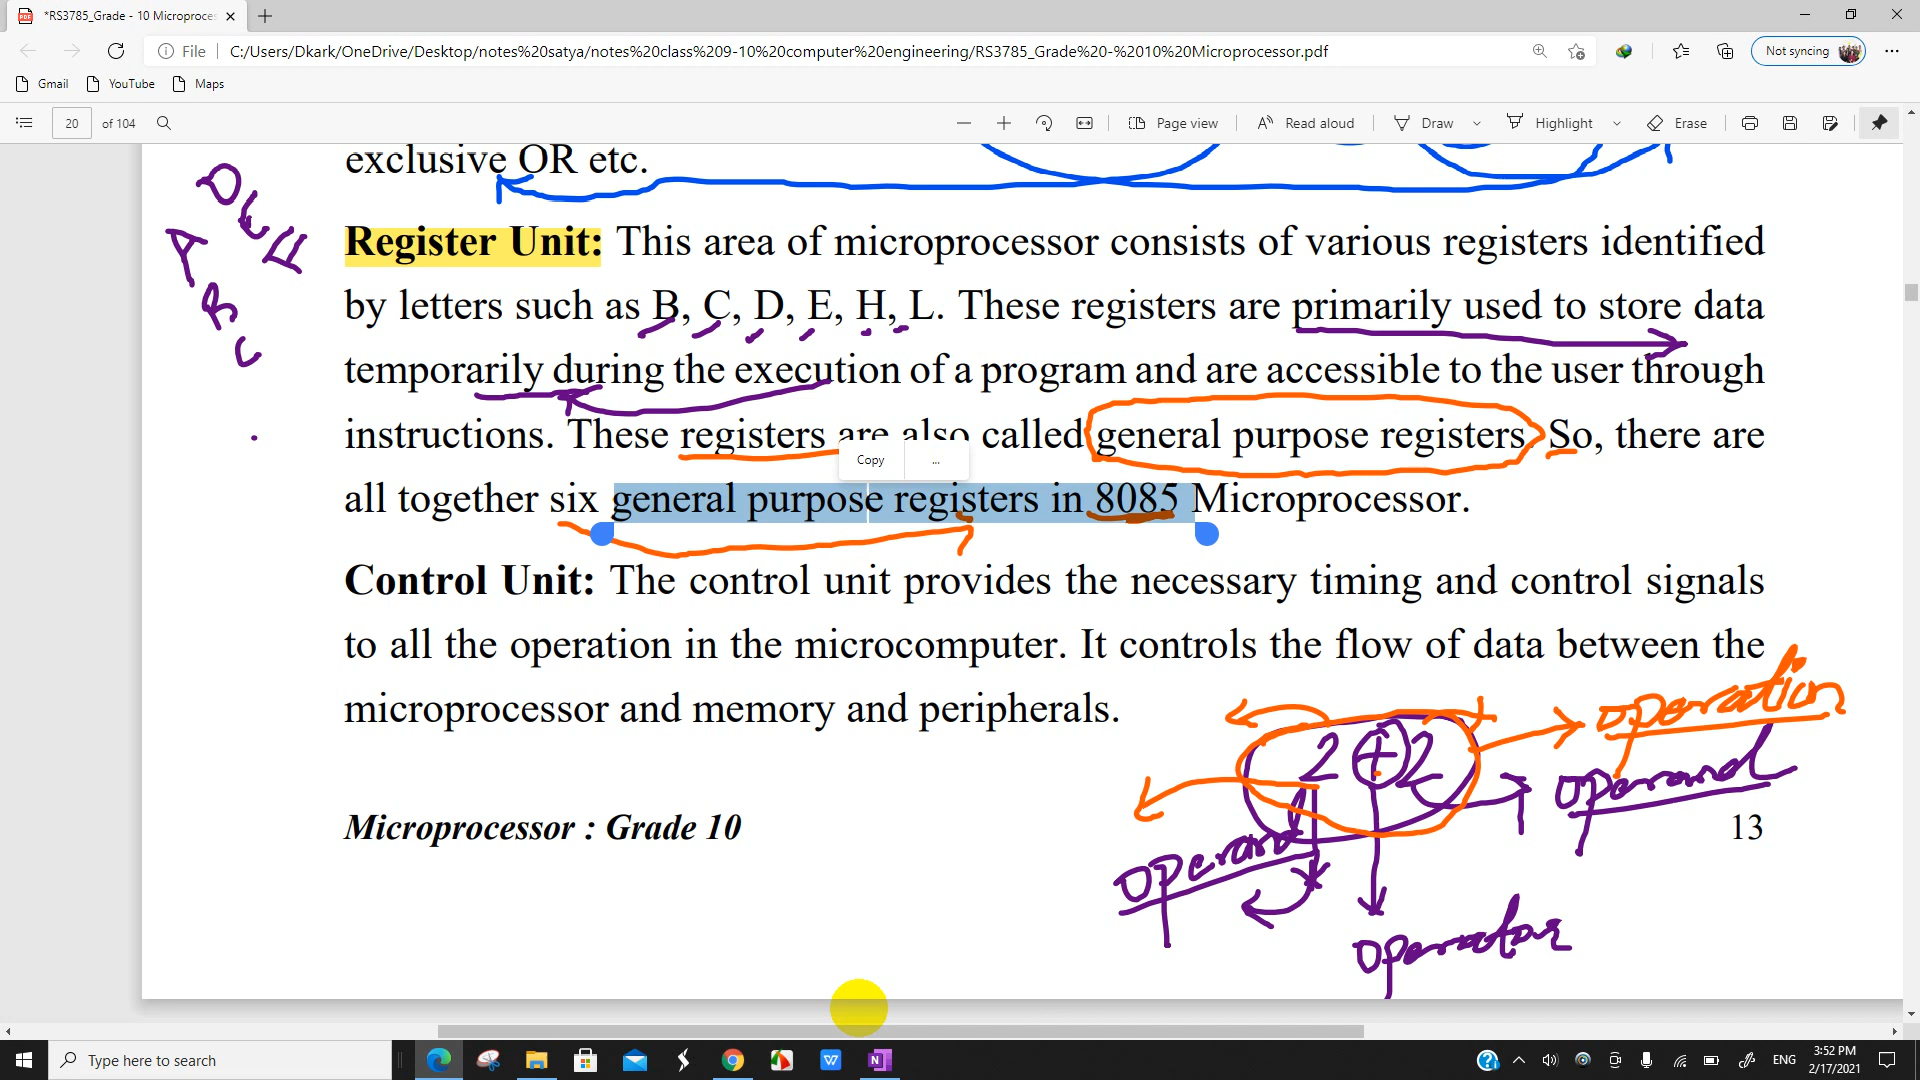 *RS3785_Grade - 10 Microproces
File C:/Users/Dkark/OneDrive/Desktop/notes%20satya/notes%20class%209-10%20computer%20engineering/RS3785_Grade%20-%2010%20Microprocessor.pdf Not syncing
Gmail YouTube Maps
20 of 104 Page view Read aloud Draw Highlight Erase
exclusive OR etc.
Register Unit: This area of microprocessor consists of various registers identified
by letters such as B, C, D, E, H, L. These registers are primarily used to store data
temporarily during the execution of a program and are accessible to the user through
instructions. These registers are also called general purpose registers. So, there are
Copy ...
all together six general purpose registers in 8085 Microprocessor.
Control Unit: The control unit provides the necessary timing and control signals
to all the operation in the microcomputer. It controls the flow of data between the
microprocessor and memory and peripherals.
operation
2 + 2
operand
Microprocessor : Grade 10
13
operand
operator
A
B
C
D
Type here to search
ENG
3:52 PM
2/17/2021